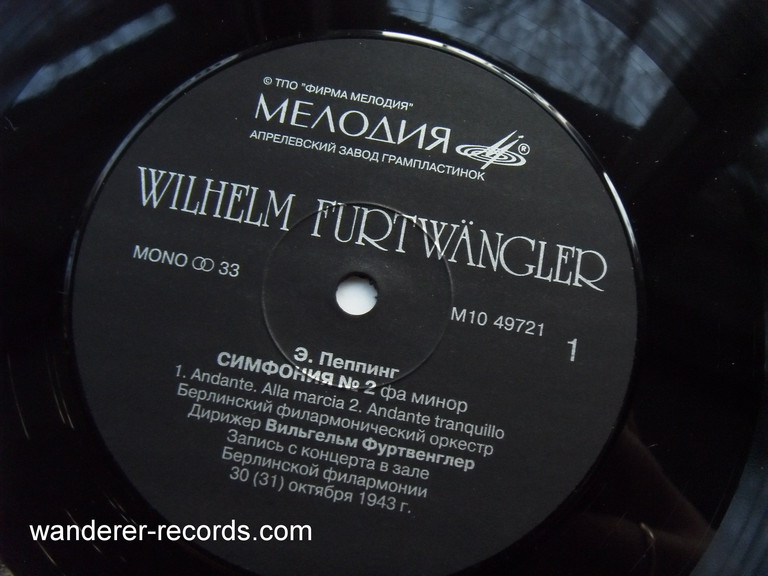 © ТПО "ФИРМА МЕЛОДИЯ"
МЕЛОДИЯ ®
АПРЕЛЕВСКИЙ ЗАВОД ГРАМПЛАСТИНОК
WILHELM FURTWÄNGLER
MONO 33
М10 49721
1
Э. Пеппинг
СИМФОНИЯ № 2 фа минор
1. Andante. Alla marcia 2. Andante tranquillo
Берлинский филармонический оркестр
Дирижер Вильгельм Фуртвенглер
Запись с концерта в зале
Берлинской филармонии
30 (31) октября 1943 г.
wanderer-records.com